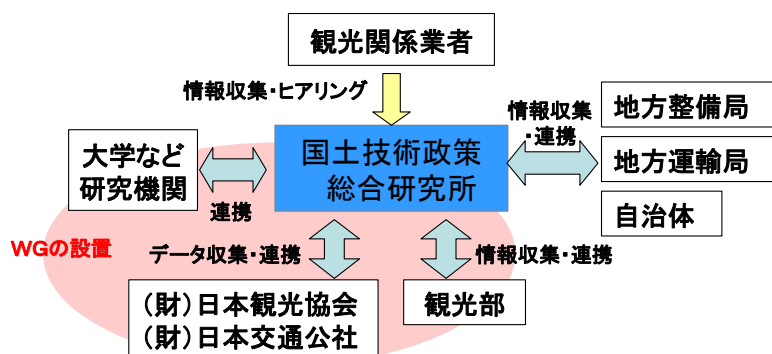 観光関係業者
情報収集・ヒアリング
情報収集
・連携
地方整備局
大学など
研究機関
国土技術政策
総合研究所
地方運輸局
連携
自治体
WGの設置
データ収集・連携
情報収集・連携
(財)日本観光協会
(財)日本交通公社
観光部